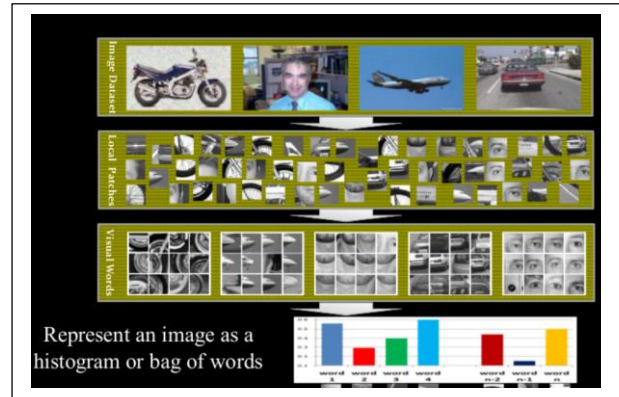 Image Dataset
Local Patches
Visual Words
Represent an image as a
histogram or bag of words
word word word word word word word
1 2 3 4 n-2 n-1 n